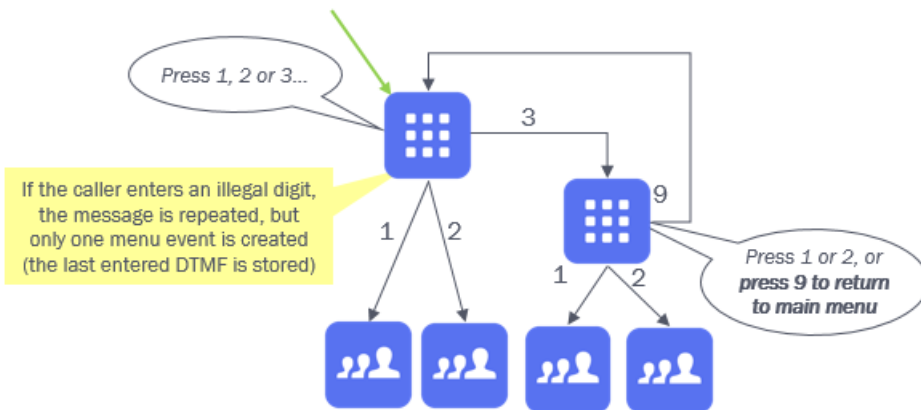 Press 1, 2 or 3...
3
If the caller enters an illegal digit,
the message is repeated, but
only one menu event is created
(the last entered DTMF is stored)
1
2
9
1
2
Press 1 or 2, or
press 9 to return
to main menu